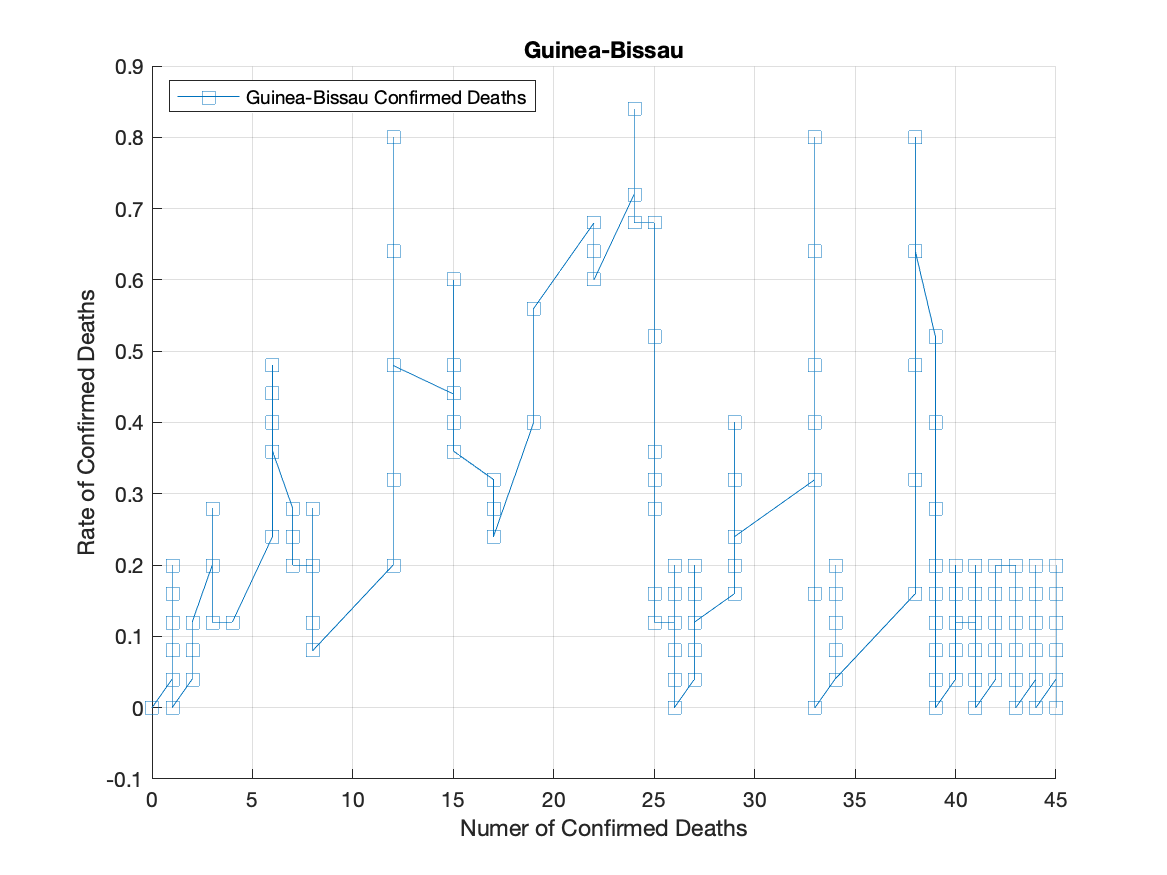 Guinea-Bissau
Guinea-Bissau Confirmed Deaths
0.9
0.8
0.7
0.6
0.5
0.4
0.3
0.2
0.1
0
-0.1
Rate of Confirmed Deaths
0 5 10 15 20 25 30 35 40 45
Numer of Confirmed Deaths